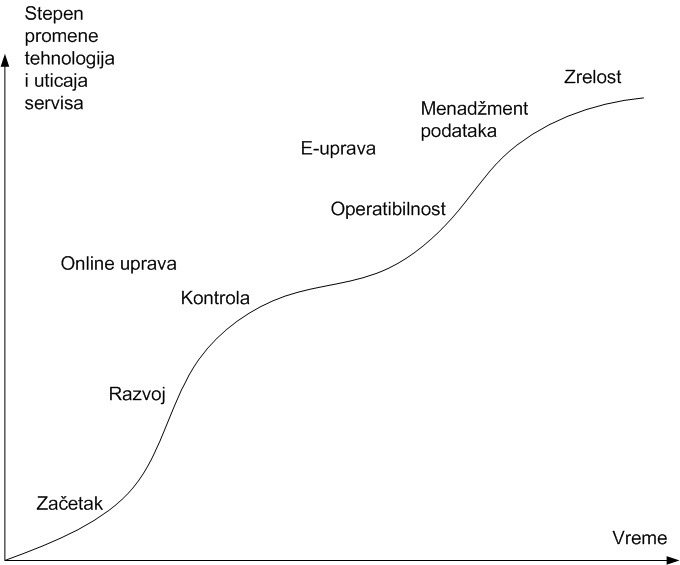 Stepen
promene
tehnologija
i uticaja
servisa
Zrelost
Menadžment
podataka
E-uprava
Operatibilnost
Online uprava
Kontrola
Razvoj
Začetak
Vreme